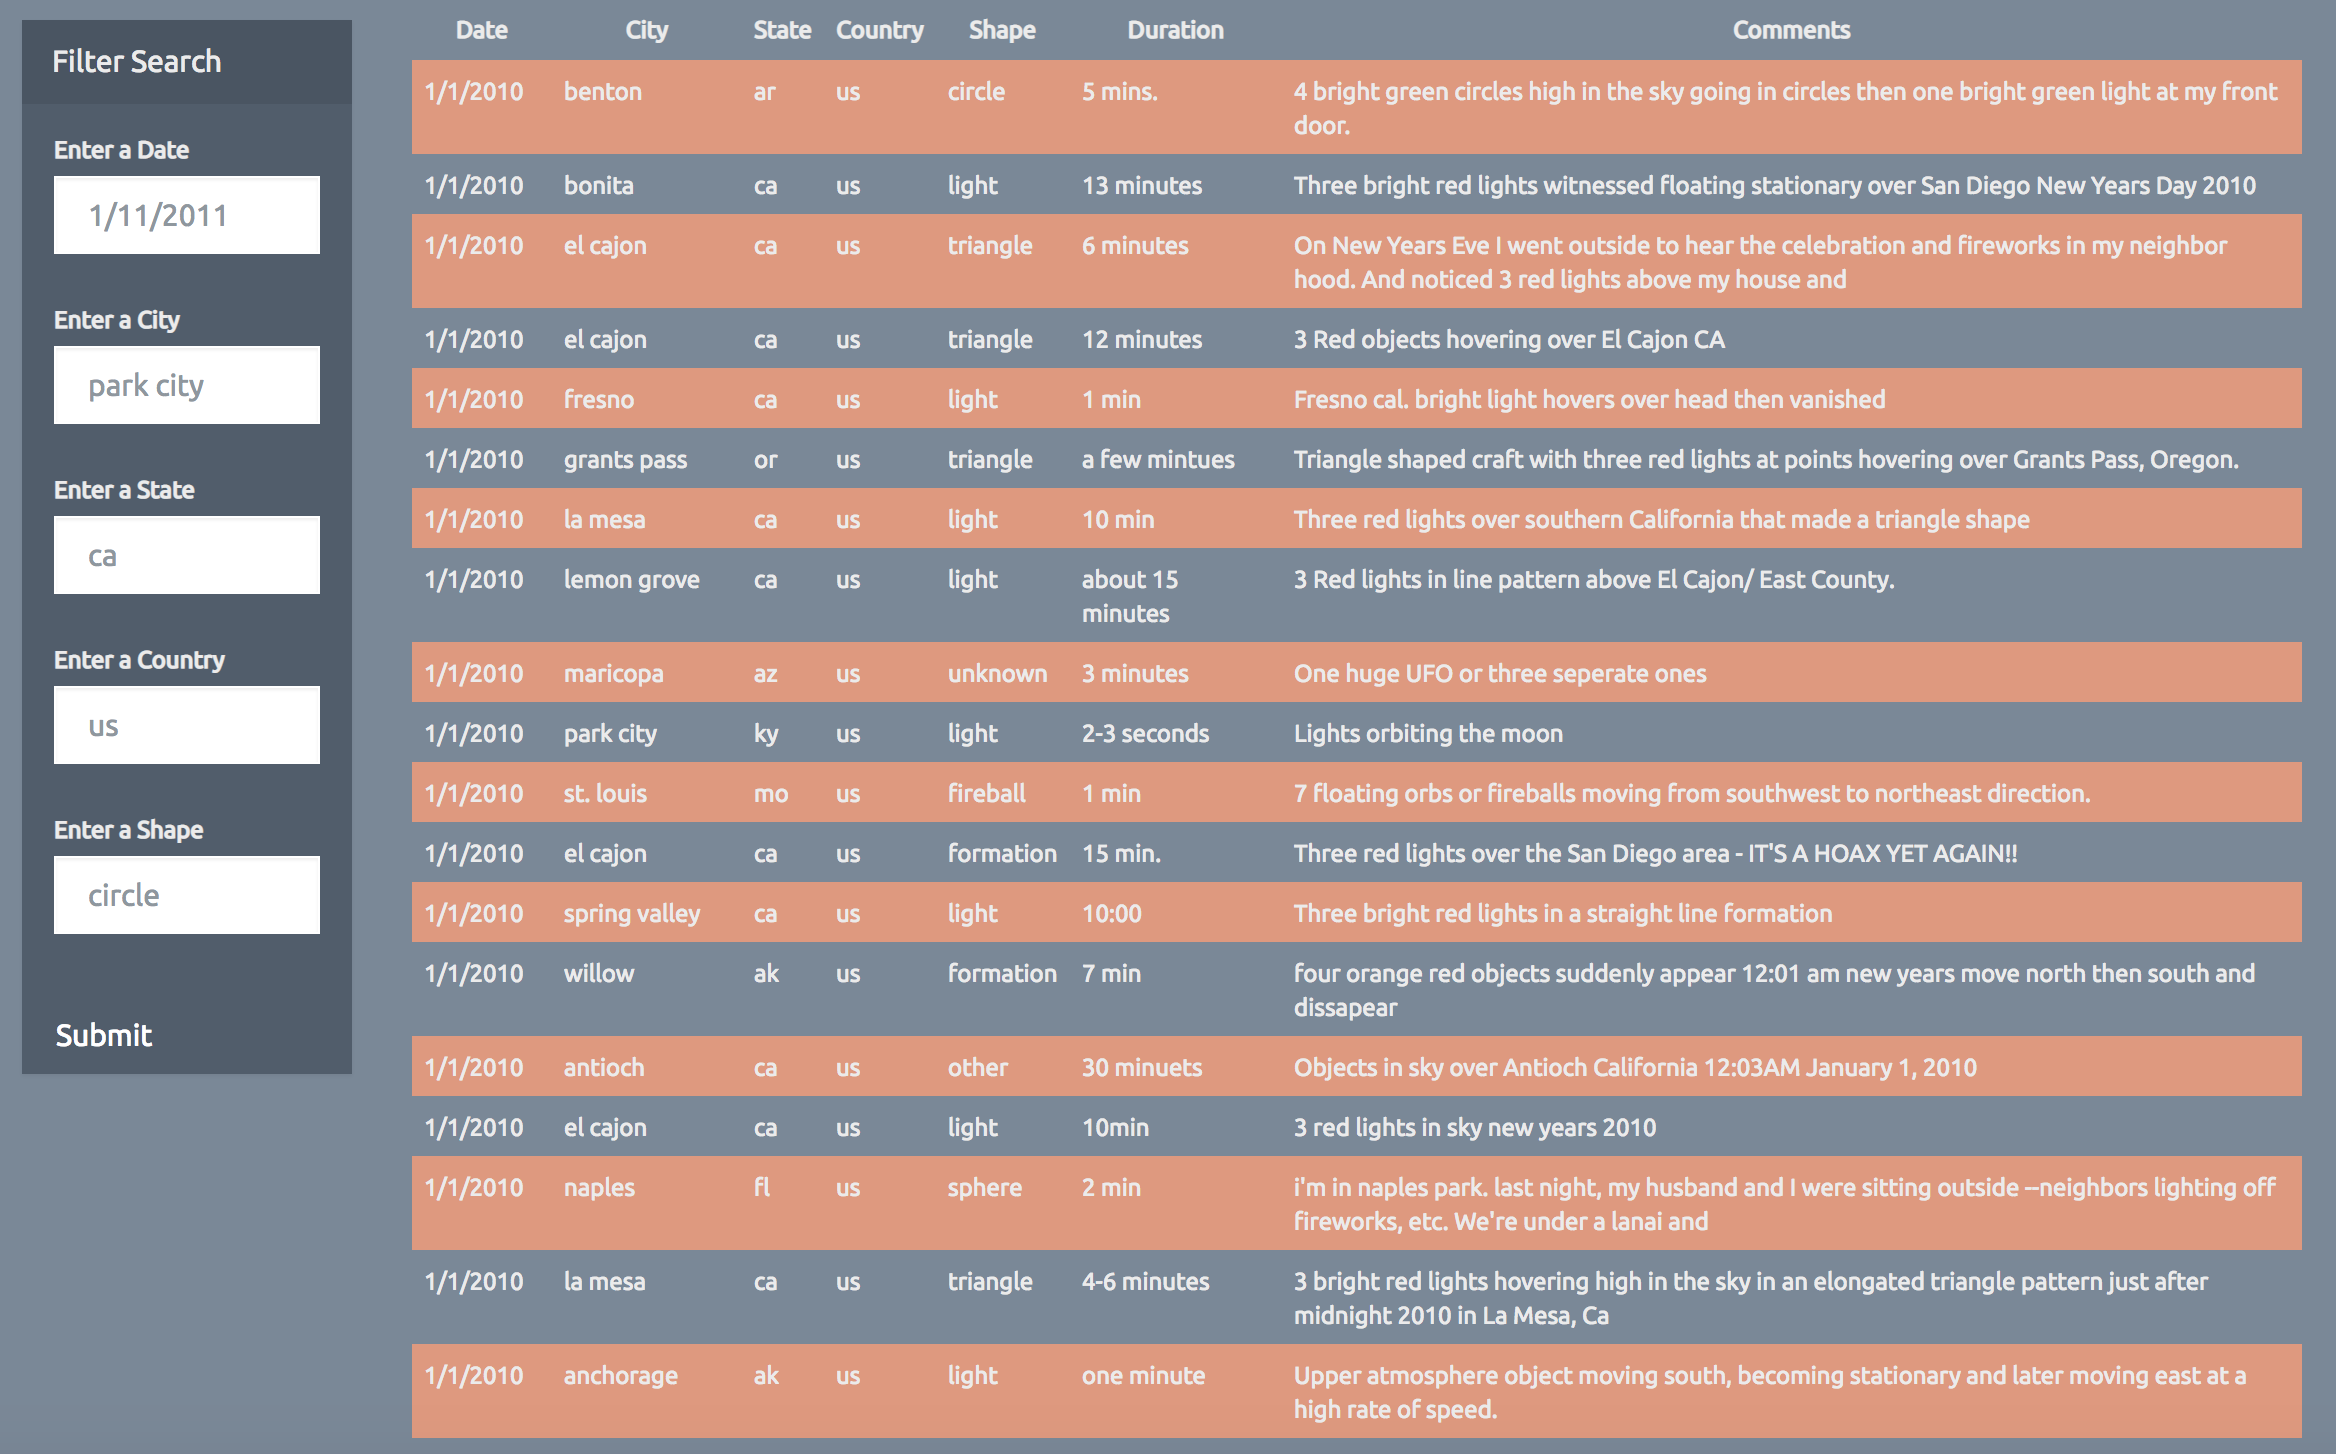 Filter Search
Enter a Date
1/11/2011
Enter a City
park city
Enter a State
ca
Enter a Country
us
Enter a Shape
circle
Submit
Date City State Country Shape Duration Comments
1/1/2010 benton ar us circle 5 mins. 4 bright green circles high in the sky going in circles then one bright green light at my front
door.
1/1/2010 bonita ca us light 13 minutes Three bright red lights witnessed floating stationary over San Diego New Years Day 2010
1/1/2010 el cajon ca us triangle 6 minutes On New Years Eve I went outside to hear the celebration and fireworks in my neighbor
hood. And noticed 3 red lights above my house and
1/1/2010 el cajon ca us triangle 12 minutes 3 Red objects hovering over El Cajon CA
1/1/2010 fresno ca us light 1 min Fresno cal. bright light hovers over head then vanished
1/1/2010 grants pass or us triangle a few mintues Triangle shaped craft with three red lights at points hovering over Grants Pass, Oregon.
1/1/2010 la mesa ca us light 10 min Three red lights over southern California that made a triangle shape
1/1/2010 lemon grove ca us light about 15 3 Red lights in line pattern above El Cajon/ East County.
minutes
1/1/2010 maricopa az us unknown 3 minutes One huge UFO or three seperate ones
1/1/2010 park city ky us light 2-3 seconds Lights orbiting the moon
1/1/2010 st. louis mo us fireball 1 min 7 floating orbs or fireballs moving from southwest to northeast direction.
1/1/2010 el cajon ca us formation 15 min. Three red lights over the San Diego area - IT'S A HOAX YET AGAIN!!
1/1/2010 spring valley ca us light 10:00 Three bright red lights in a straight line formation
1/1/2010 willow ak us formation 7 min four orange red objects suddenly appear 12:01 am new years move north then south and
dissapear
1/1/2010 antioch ca us other 30 minuets Objects in sky over Antioch California 12:03AM January 1, 2010
1/1/2010 el cajon ca us light 10min 3 red lights in sky new years 2010
1/1/2010 naples fl us sphere 2 min i'm in naples park. last night, my husband and I were sitting outside --neighbors lighting off
fireworks, etc. We're under a lanai and
1/1/2010 la mesa ca us triangle 4-6 minutes 3 bright red lights hovering high in the sky in an elongated triangle pattern just after
midnight 2010 in La Mesa, Ca
1/1/2010 anchorage ak us light one minute Upper atmosphere object moving south, becoming stationary and later moving east at a
high rate of speed.